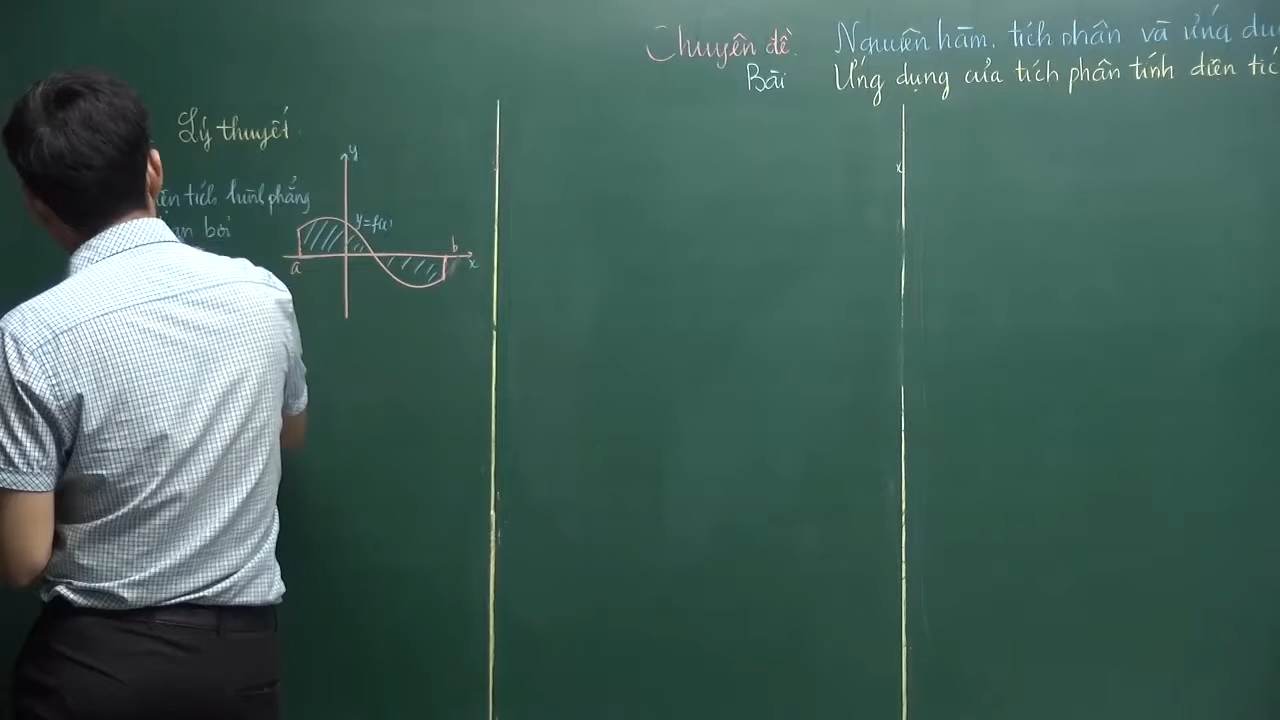 Chuyên đề. Nguyên hàm, tích phân và ứng dụ
Bài Ứng dụng của tích phân tính diện tíc
Lý thuyết
ện tích hình phẳng
ạn bởi
y
y=f(x)
a
b
x